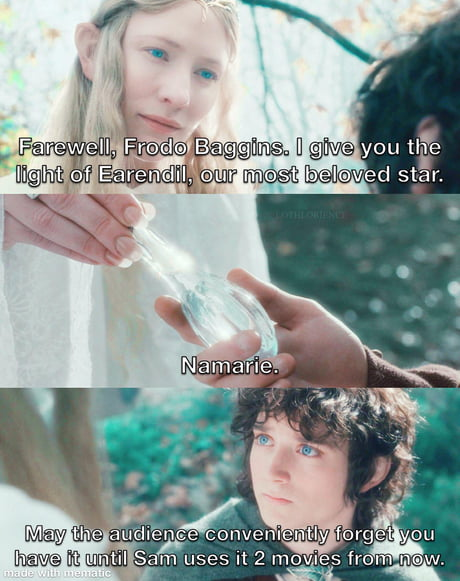 Farewell, Frodo Baggins. I give you the
light of Earendil, our most beloved star.
LOTHLORIENCE
Namarie.
May the audience conveniently forget you
have it until Sam uses it 2 movies from now.
made with mematic